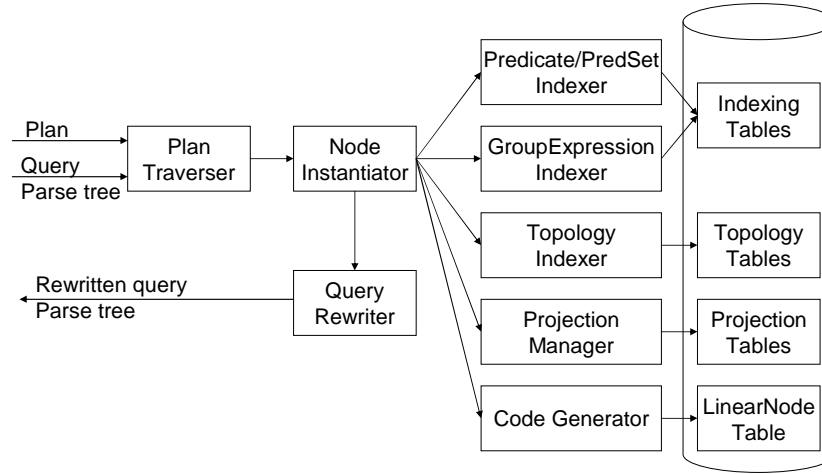 Plan
Query
Parse tree
Plan
Traverser
Node
Instantiator
Rewritten query
Parse tree
Query
Rewriter
Predicate/PredSet
Indexer
GroupExpression
Indexer
Topology
Indexer
Projection
Manager
Code Generator
Indexing
Tables
Topology
Tables
Projection
Tables
LinearNode
Table